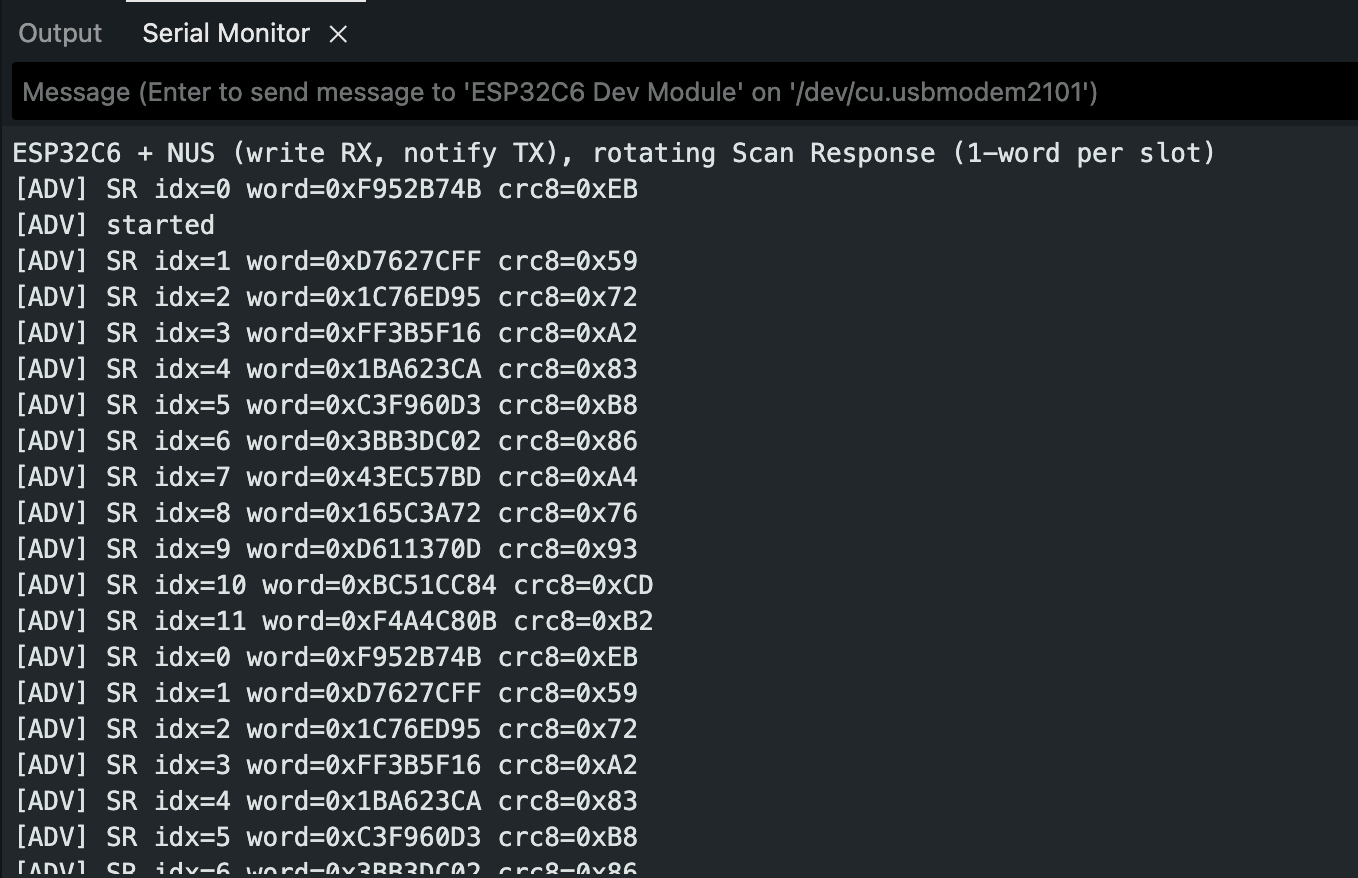 Output
Serial Monitor ×
Message (Enter to send message to 'ESP32C6 Dev Module' on '/dev/cu.usbmodem2101')
ESP32C6 + NUS (write RX, notify TX), rotating Scan Response (1-word per slot)
[ADV] SR idx=0 word=0xF952B74B crc8=0xEB
[ADV] started
[ADV] SR idx=1 word=0xD7627CFF crc8=0x59
[ADV] SR idx=2 word=0x1C76ED95 crc8=0x72
[ADV] SR idx=3 word=0xFF3B5F16 crc8=0xA2
[ADV] SR idx=4 word=0x1BA623CA crc8=0x83
[ADV] SR idx=5 word=0xC3F960D3 crc8=0xB8
[ADV] SR idx=6 word=0x3BB3DC02 crc8=0x86
[ADV] SR idx=7 word=0x43EC57BD crc8=0xA4
[ADV] SR idx=8 word=0x165C3A72 crc8=0x76
[ADV] SR idx=9 word=0xD611370D crc8=0x93
[ADV] SR idx=10 word=0xBC51CC84 crc8=0xCD
[ADV] SR idx=11 word=0xF4A4C80B crc8=0xB2
[ADV] SR idx=0 word=0xF952B74B crc8=0xEB
[ADV] SR idx=1 word=0xD7627CFF crc8=0x59
[ADV] SR idx=2 word=0x1C76ED95 crc8=0x72
[ADV] SR idx=3 word=0xFF3B5F16 crc8=0xA2
[ADV] SR idx=4 word=0x1BA623CA crc8=0x83
[ADV] SR idx=5 word=0xC3F960D3 crc8=0xB8
[ADV] SR idx=6 word=0x3BB3DC02 crc8=0x86